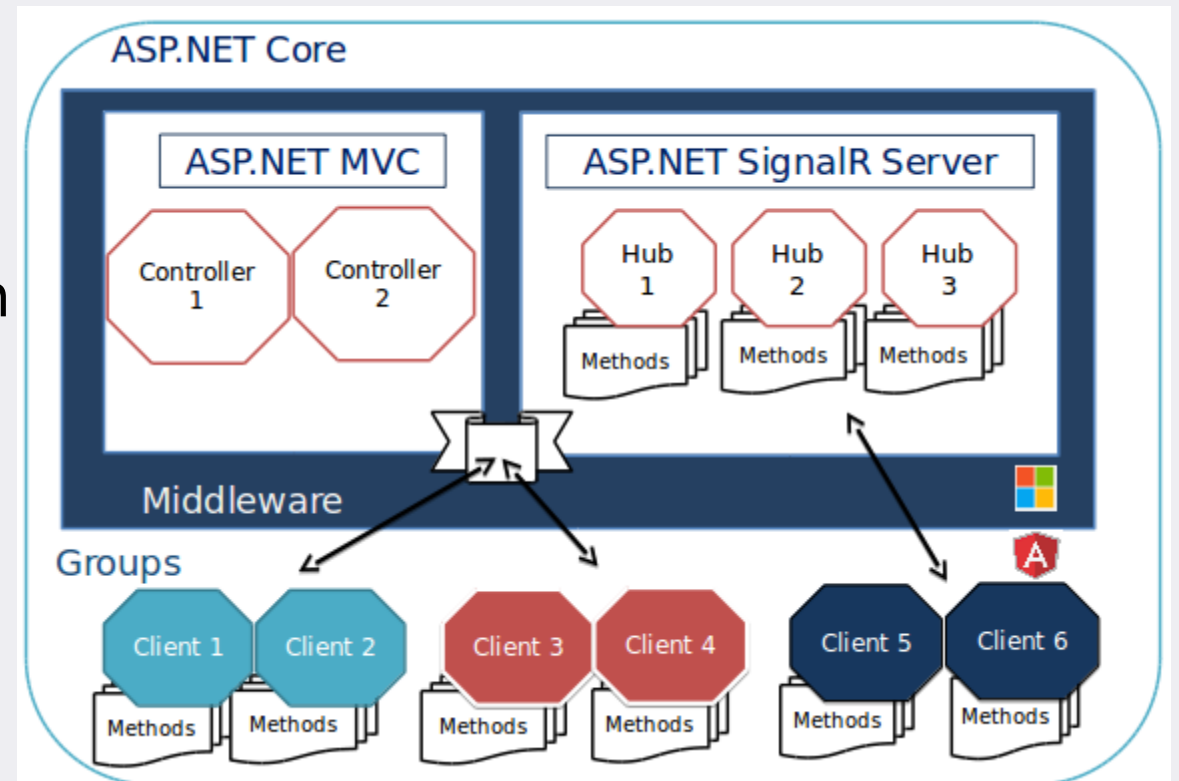 ASP.NET Core
ASP.NET MVC
ASP.NET SignalR Server
Controller
1
Controller
2
Hub
1
Hub
2
Hub
3
Methods
Methods
Methods
n
Middleware
Groups
A
Client 1
Client 2
Client 3
Client 4
Client 5
Client 6
Methods
Methods
Methods
Methods
Methods
Methods